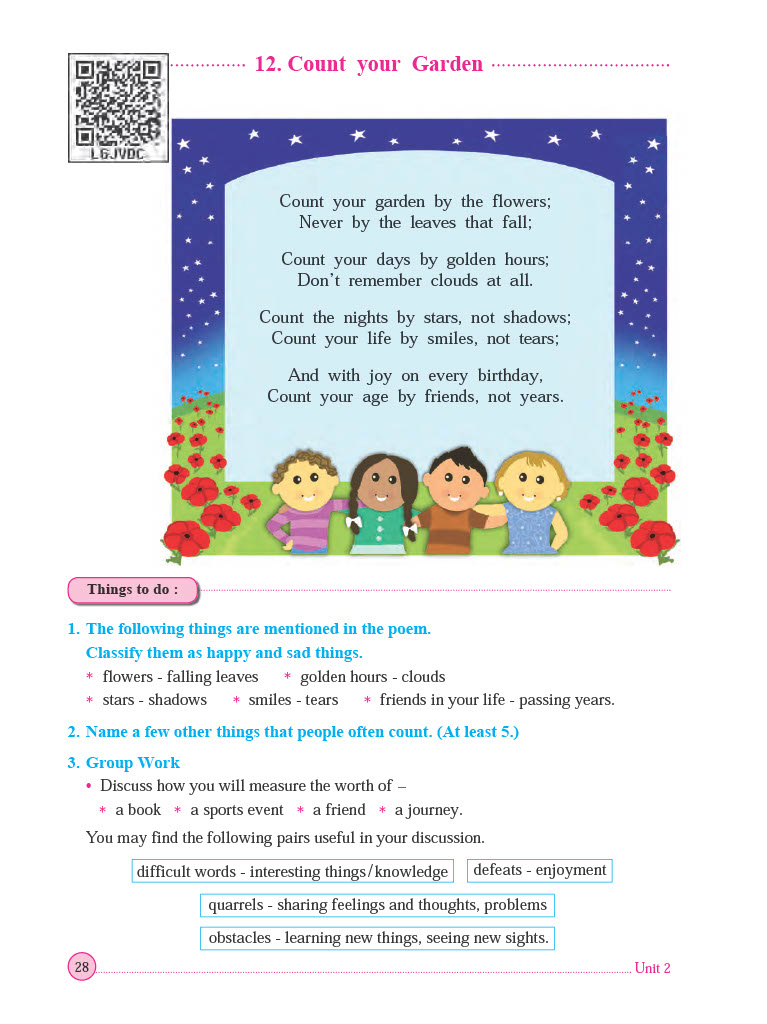 12. Count your Garden
L6JVDC
Count your garden by the flowers;
Never by the leaves that fall;
Count your days by golden hours;
Don't remember clouds at all.
Count the nights by stars, not shadows;
Count your life by smiles, not tears;
And with joy on every birthday,
Count your age by friends, not years.
Things to do :
1. The following things are mentioned in the poem.
Classify them as happy and sad things.
* flowers - falling leaves * golden hours - clouds
* stars - shadows * smiles - tears * friends in your life - passing years.
2. Name a few other things that people often count. (At least 5.)
3. Group Work
• Discuss how you will measure the worth of –
* a book * a sports event * a friend * a journey.
You may find the following pairs useful in your discussion.
difficult words - interesting things/knowledge defeats - enjoyment
quarrels - sharing feelings and thoughts, problems
obstacles - learning new things, seeing new sights.
28 Unit 2